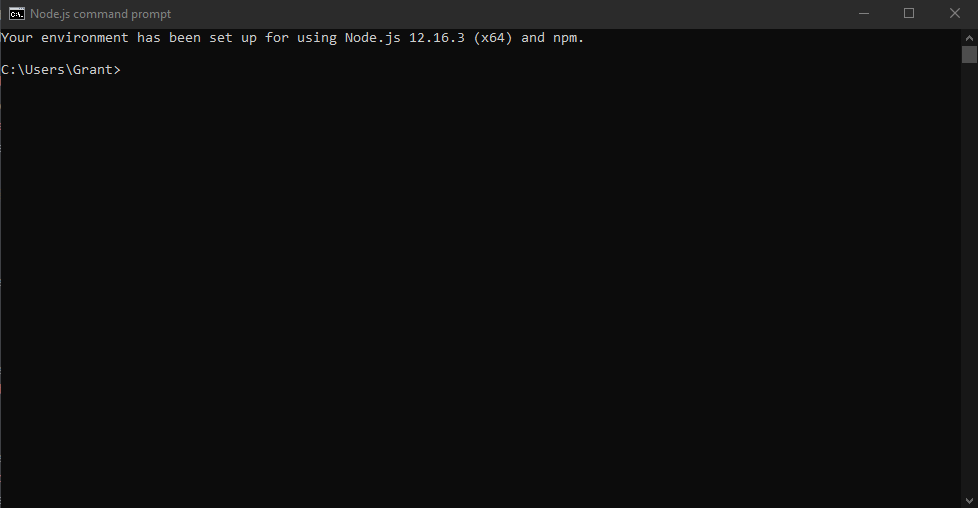 Node.js command prompt
Your environment has been set up for using Node.js 12.16.3 (x64) and npm.
C:\Users\Grant>